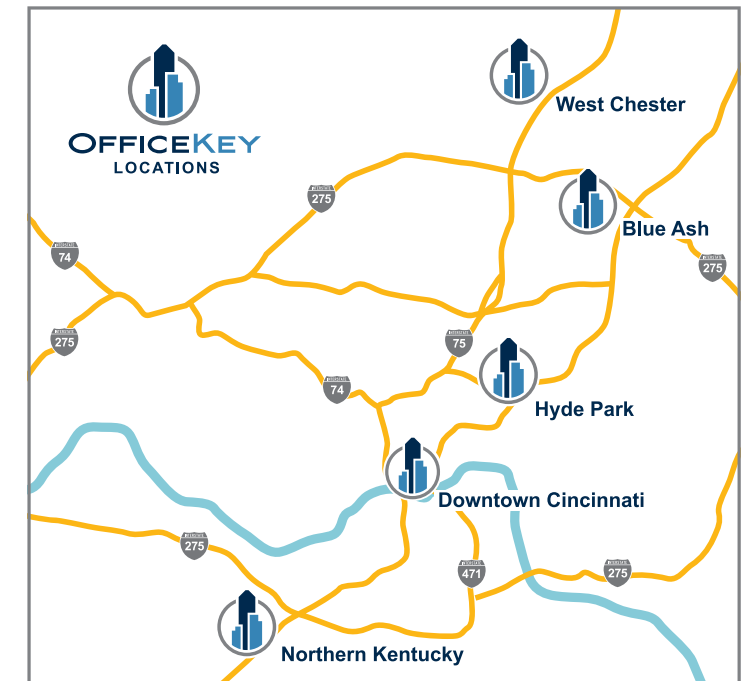 OFFICEKEY
LOCATIONS
West Chester
275
Blue Ash
74
275
275
75
74
Hyde Park
Downtown Cincinnati
275
471
275
Northern Kentucky